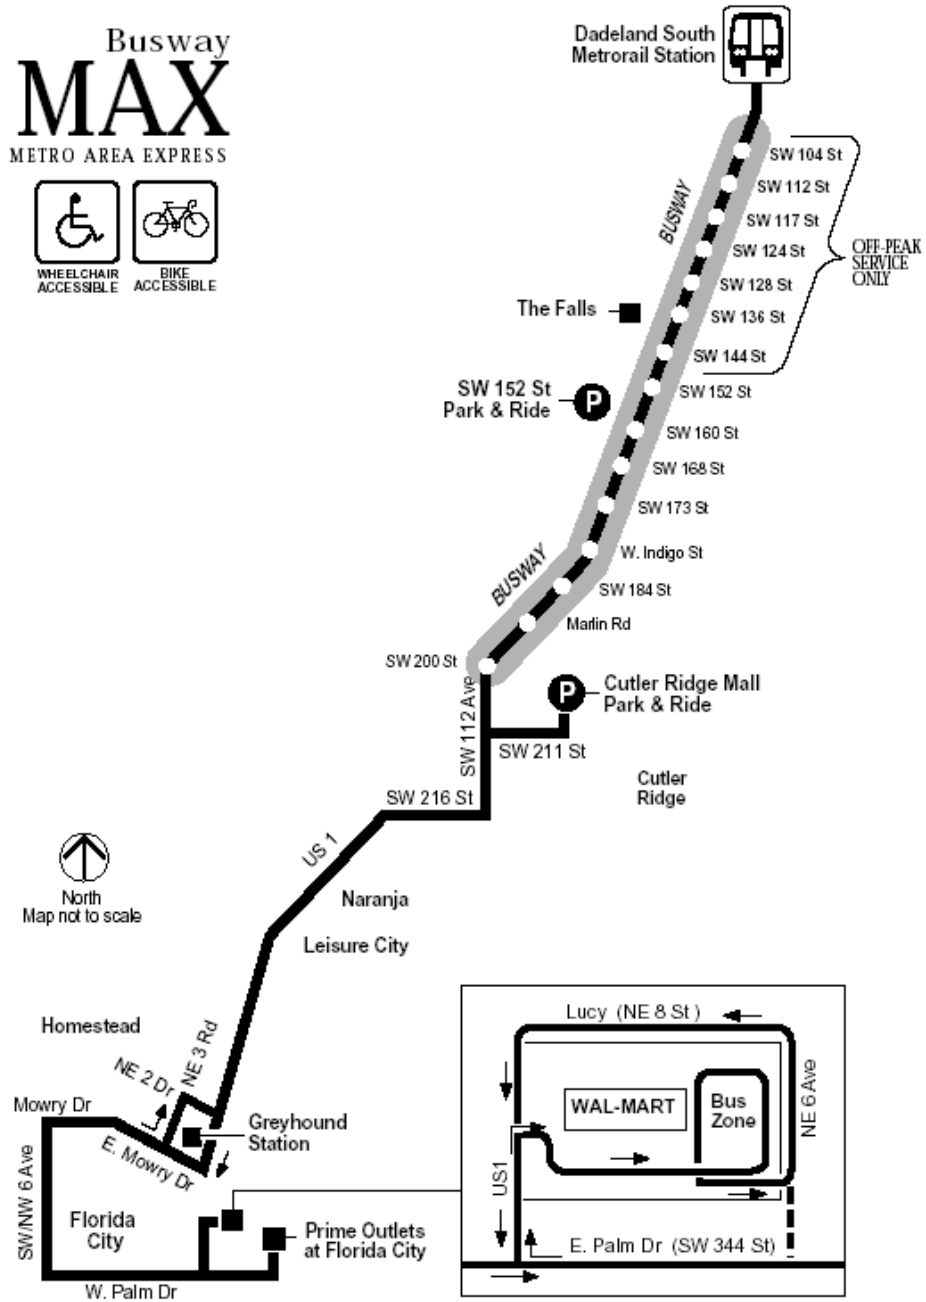 Busway
MAX
METRO AREA EXPRESS
WHEELCHAIR
ACCESSIBLE
BIKE
ACCESSIBLE
Dadeland South
Metrorail Station
SW 104 St
SW 112 St
SW 117 St
SW 124 St
SW 128 St
SW 136 St
SW 144 St
OFF-PEAK
SERVICE
ONLY
BUSWAY
The Falls
SW 152 St
Park & Ride
P
SW 152 St
SW 160 St
SW 168 St
SW 173 St
W. Indigo St
SW 184 St
Marlin Rd
BUSWAY
SW 200 St
SW 112 Ave
P
Cutler Ridge Mall
Park & Ride
SW 211 St
Cutler
Ridge
SW 216 St
US 1
North
Map not to scale
Naranja
Leisure City
Homestead
NE 2 Dr
NE 3 Rd
Mowry Dr
E. Mowry Dr
Greyhound
Station
SW/NW 6 Ave
Florida
City
Prime Outlets
at Florida City
W. Palm Dr
Lucy (NE 8 St )
WAL-MART
Bus
Zone
NE 6 Ave
US1
E. Palm Dr (SW 344 St)